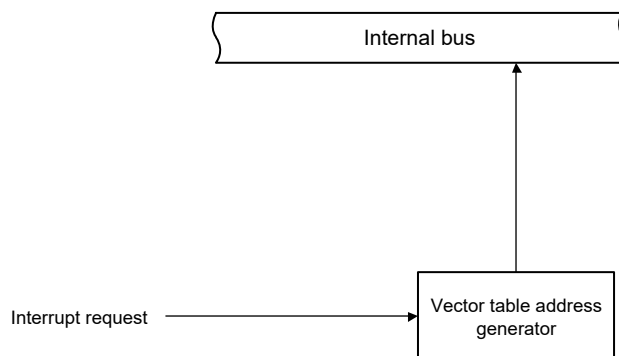 Internal bus
Interrupt request
Vector table address
generator